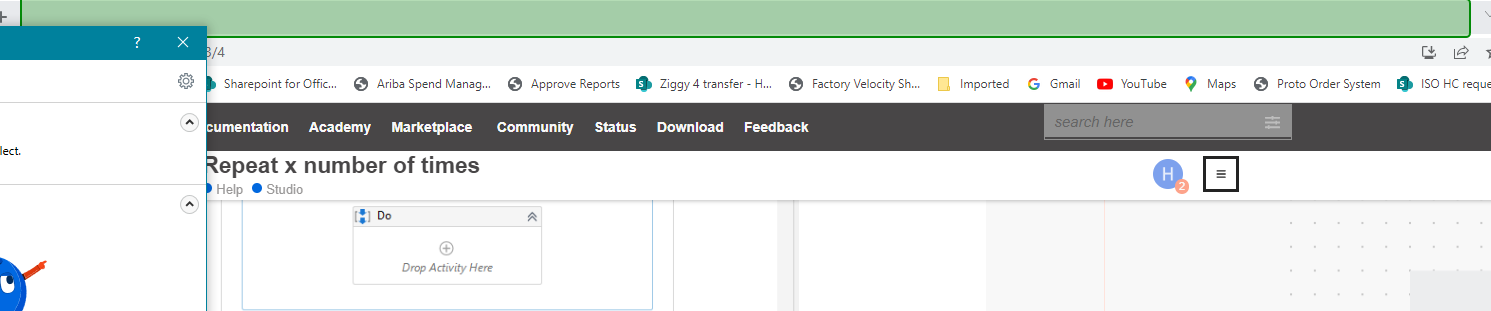 ?
3/4
Sharepoint for Offic... Ariba Spend Manag... Approve Reports Ziggy 4 transfer - H... Factory Velocity Sh... Imported Gmail YouTube Maps Proto Order System ISO HC reque
cumentation Academy Marketplace Community Status Download Feedback search here
lect.
Repeat x number of times
H
2
Help Studio
Do
Drop Activity Here